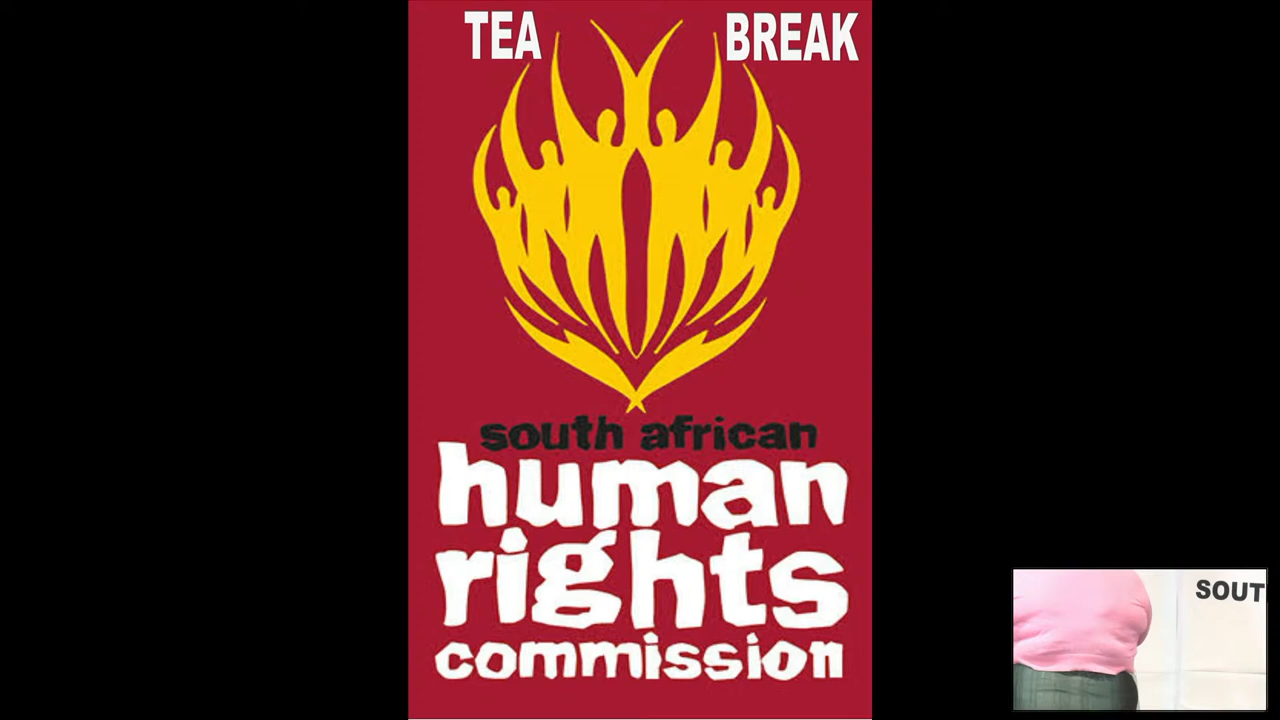 TEA BREAK
south african
human
rights
commission
SOUT